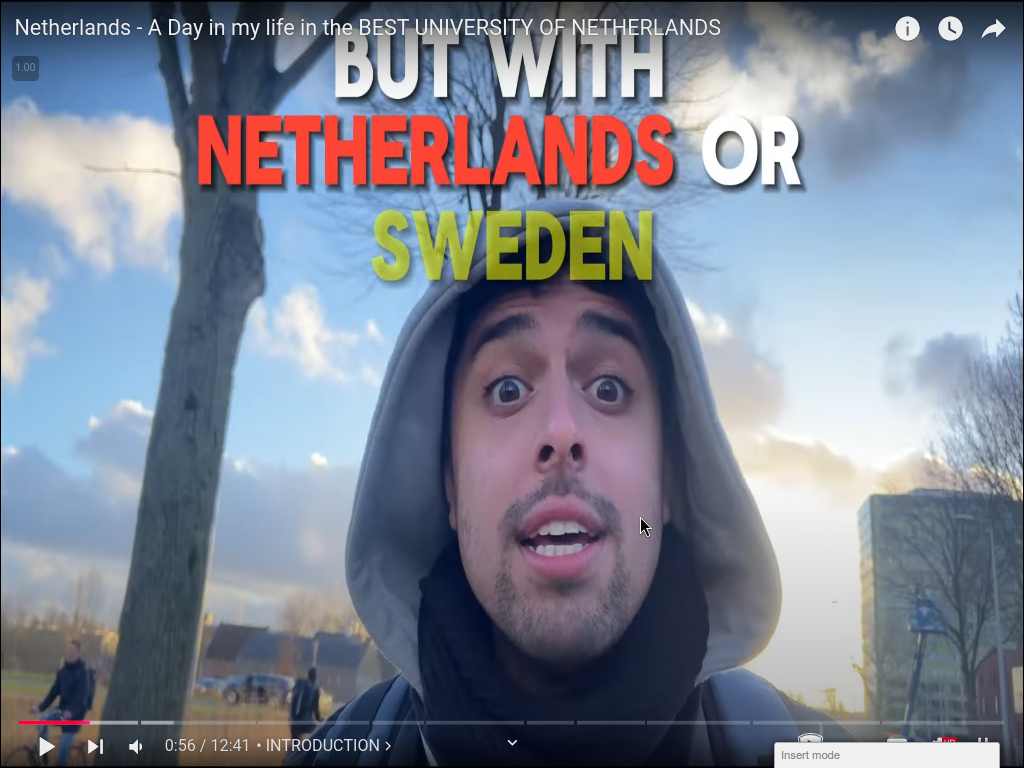 Netherlands - A Day in my life in the BEST UNIVERSITY OF NETHERLANDS
1.00
BUT WITH
NETHERLANDS OR
SWEDEN
0:56 / 12:41 • INTRODUCTION ›
Insert mode